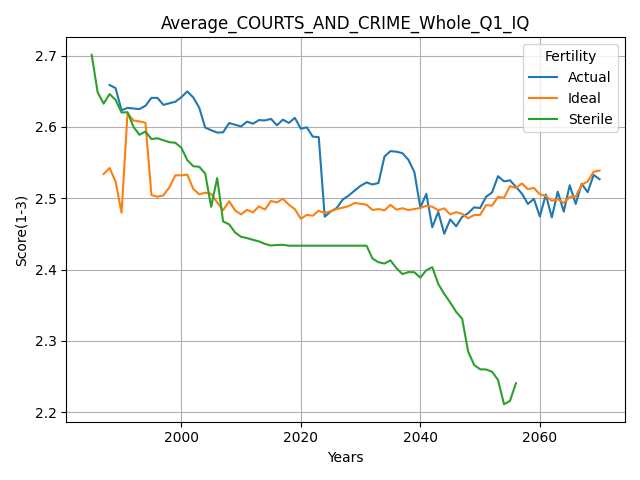 Average_COURTS_AND_CRIME_Whole_Q1_IQ
Fertility
Actual
Ideal
Sterile
Score(1-3)
2.7
2.6
2.5
2.4
2.3
2.2
2000 2020 2040 2060
Years